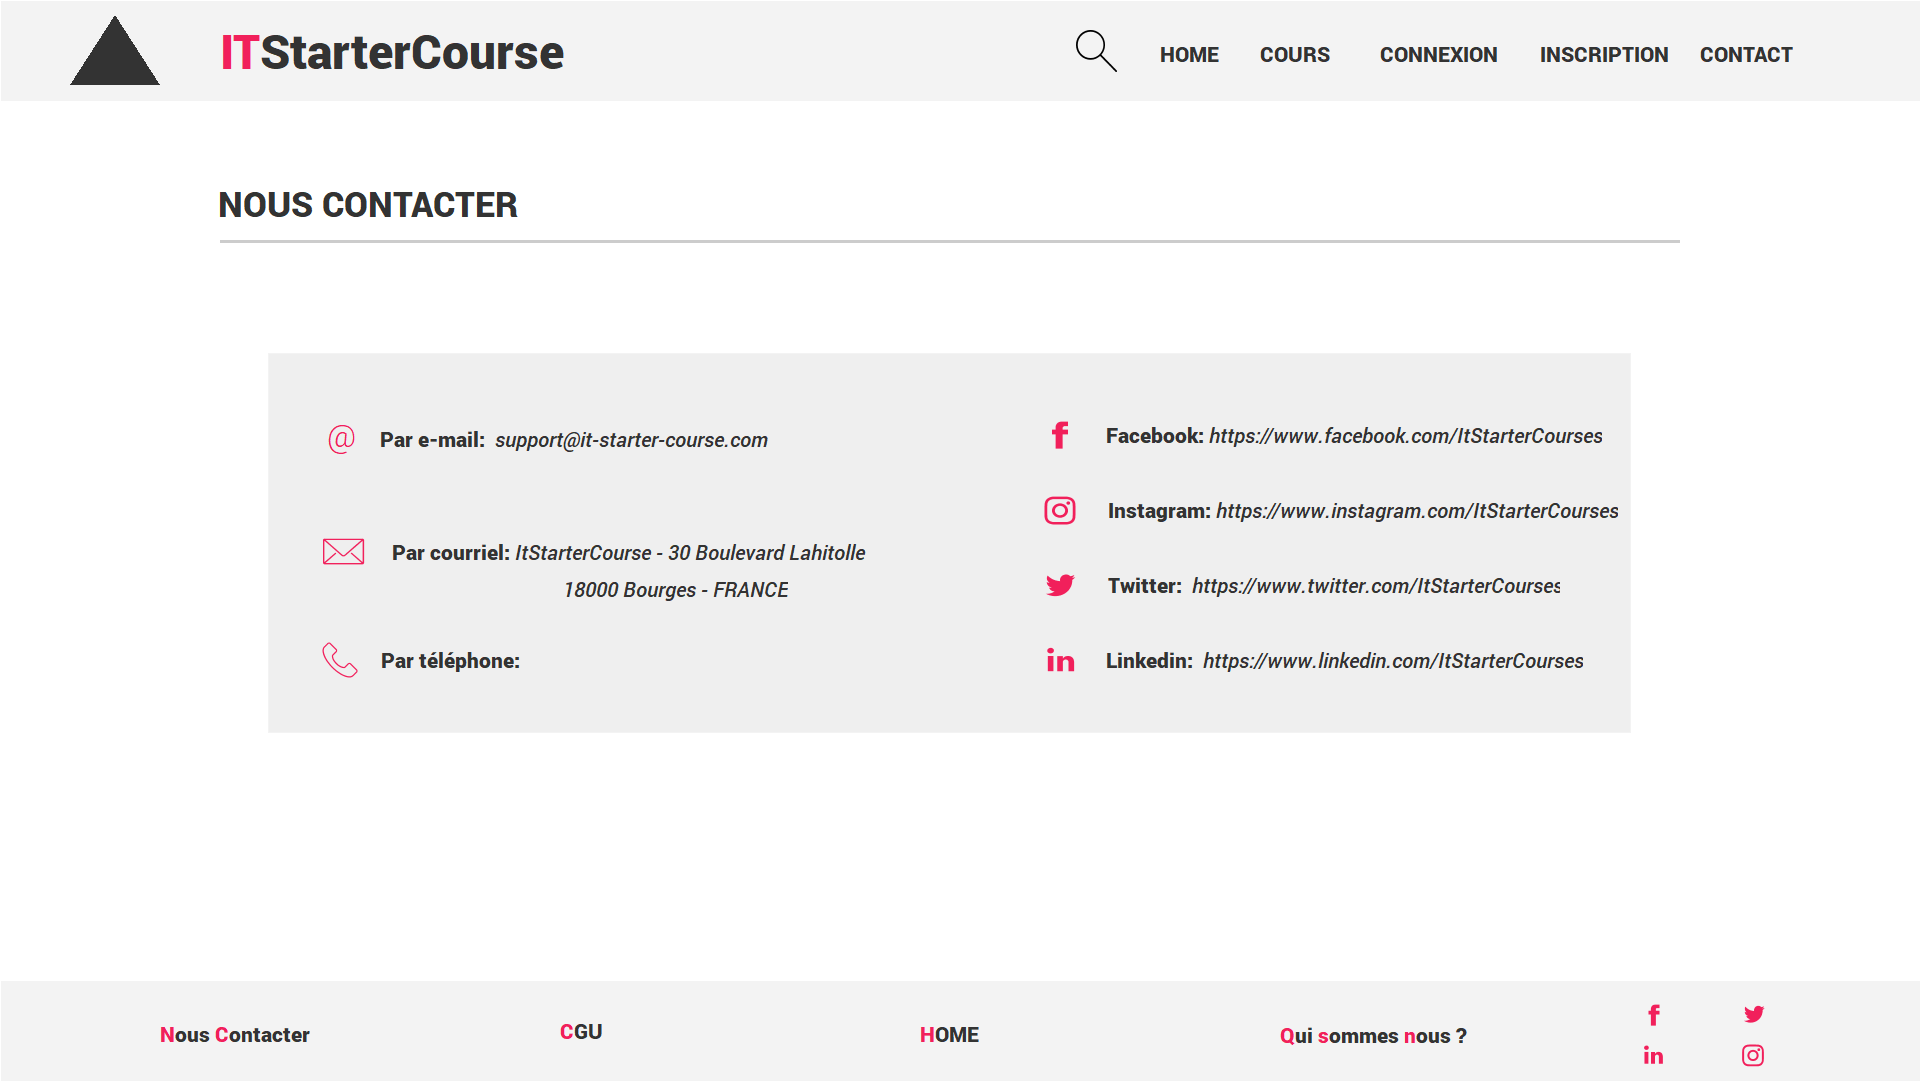 ITStarterCourse
HOME COURS CONNEXION INSCRIPTION CONTACT
NOUS CONTACTER
@ Par e-mail: support@it-starter-course.com
Par courriel: ItStarterCourse - 30 Boulevard Lahitolle
18000 Bourges - FRANCE
Par téléphone:
Facebook: https://www.facebook.com/ItStarterCourses
Instagram: https://www.instagram.com/ItStarterCourses
Twitter: https://www.twitter.com/ItStarterCourses
Linkedin: https://www.linkedin.com/ItStarterCourses
Nous Contacter CGU HOME Qui sommes nous ?